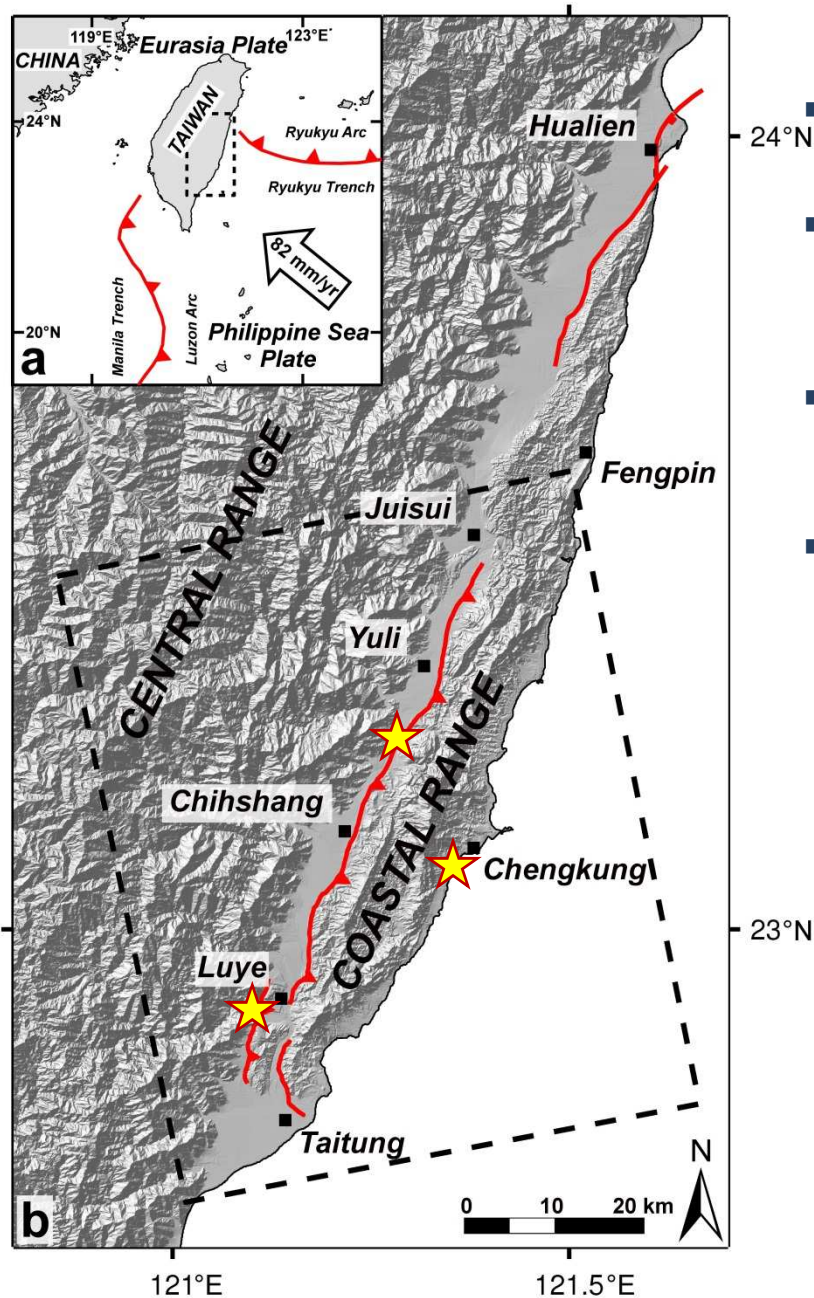 119°E
123°E
Eurasia Plate
CHINA
24°N
TAIWAN
Ryukyu Arc
Ryukyu Trench
82 mm/yr
Manila Trench
Luzon Arc
20°N
Philippine Sea
Plate
a
Hualien
24°N
Fengpin
Juisui
CENTRAL RANGE
Yuli
Chihshang
COASTAL RANGE
Chengkung
23°N
Luye
Taitung
N
0 10 20 km
b
121°E
121.5°E